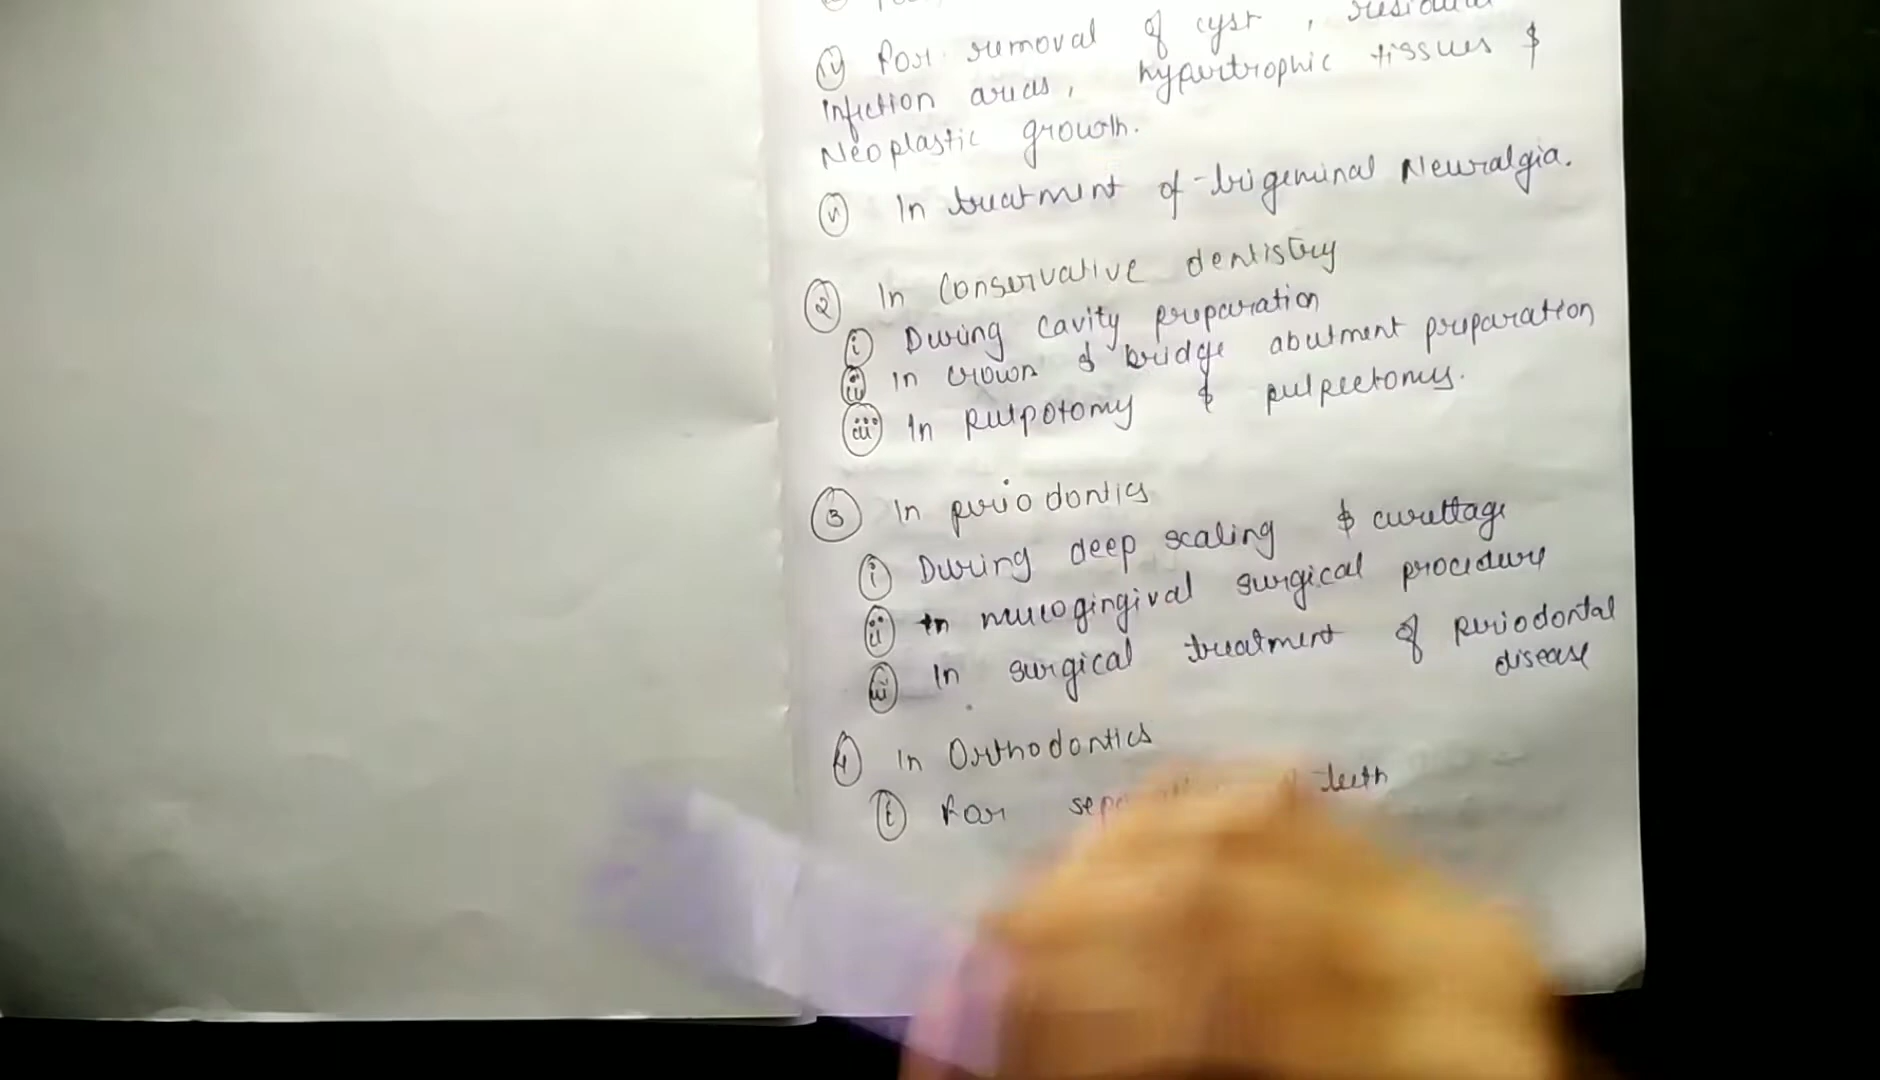 (iv) For removal of cyst,
infection areas, hypertrophic tissues &
Neoplastic growth.
(v) In treatment of trigeminal Neuralgia.
(2) In Conservative dentistry
(i) During cavity preparation
(ii) In crown & bridge abutment preparation
(iii) In Pulpotomy & pulpectomy.
(3) In periodontics
(i) During deep scaling & curettage
(ii) In mucogingival surgical procedure
(iii) In surgical treatment of Periodontal
disease
(4) In Orthodontics
(i) For teeth